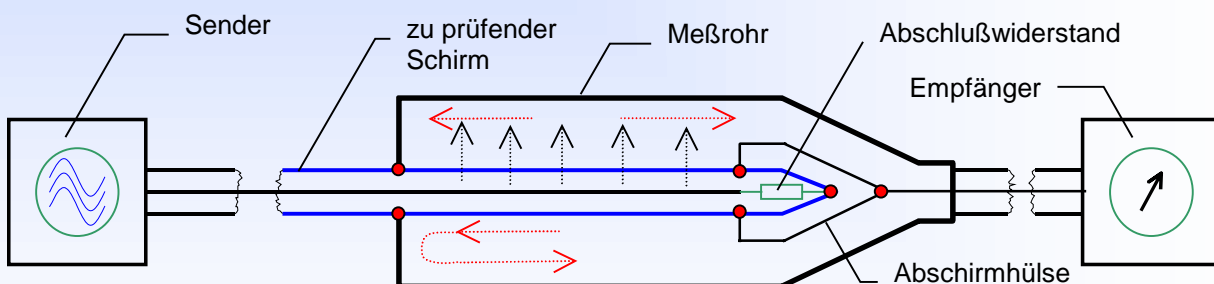 Sender
zu prüfender
Schirm
Meßrohr
Abschlußwiderstand
Empfänger
Abschirmhülse